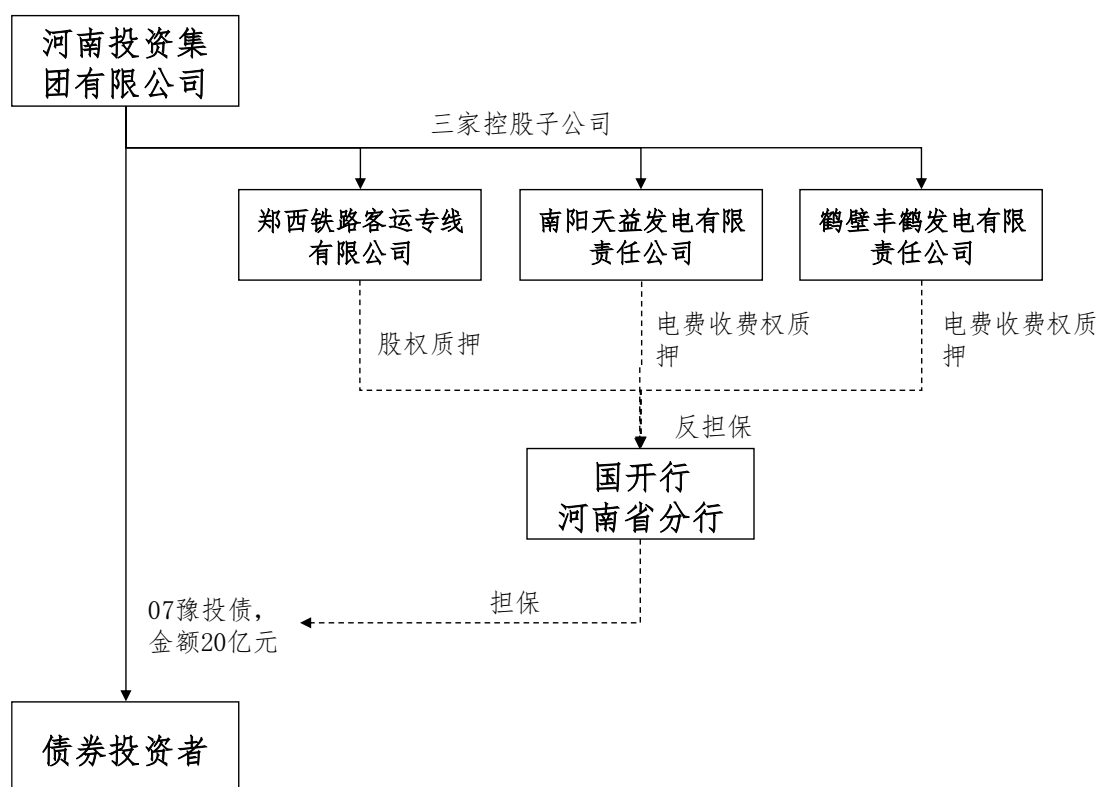 河南投资集
团有限公司
三家控股子公司
郑西铁路客运专线
有限公司
南阳天益发电有限
责任公司
鹤壁丰鹤发电有限
责任公司
股权质押
电费收费权质
押
电费收费权质
押
反担保
国开行
河南省分行
担保
07豫投债，
金额20亿元
债券投资者